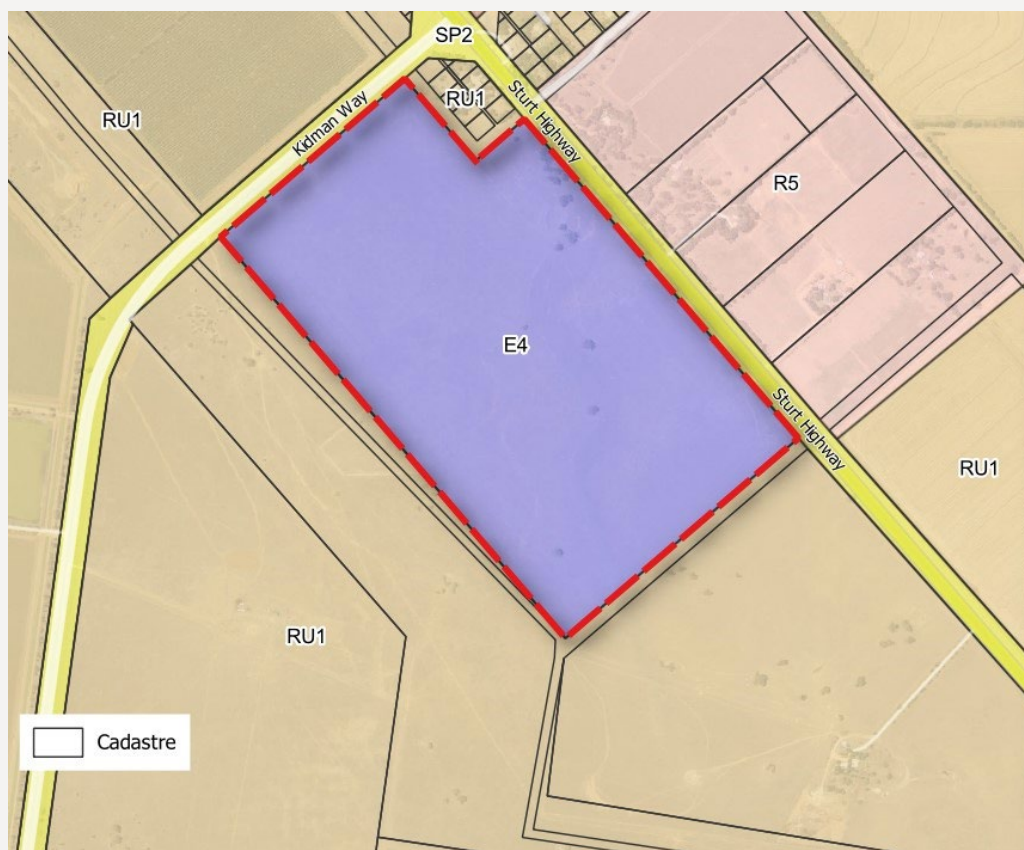 SP2
Kidman Way
RU1
RU1
Sturt Highway
R5
E4
Sturt Highway
RU1
RU1
Cadastre